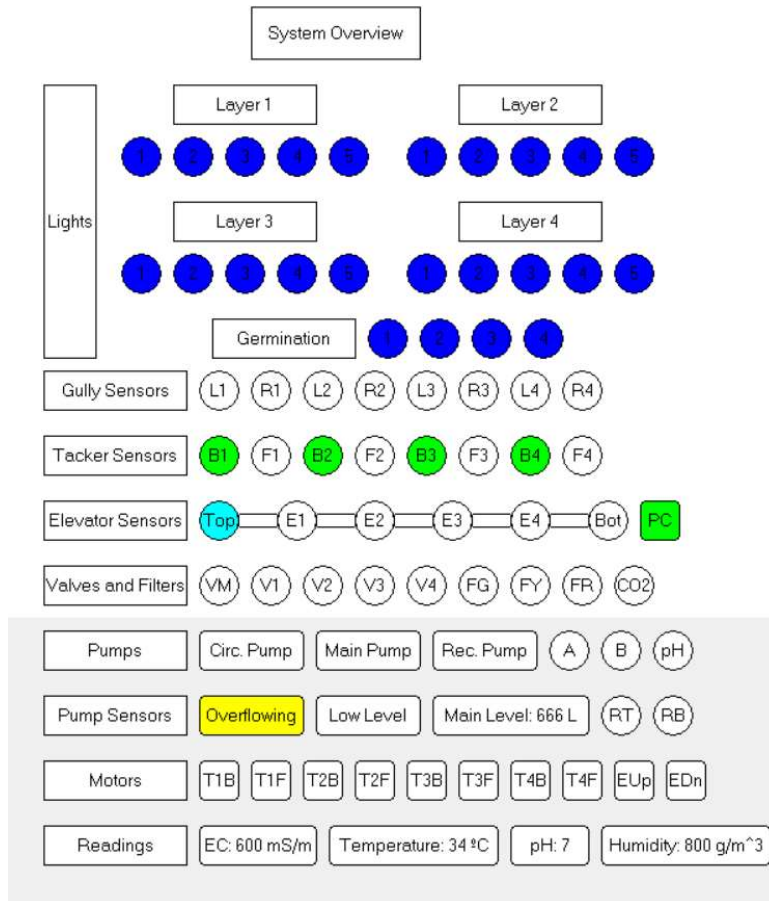 System Overview
Layer 1 Layer 2
1 2 3 4 5 1 2 3 4 5
Lights
Layer 3 Layer 4
1 2 3 4 5 1 2 3 4 5
Germination 1 2 3 4
Gully Sensors L1 R1 L2 R2 L3 R3 L4 R4
Tacker Sensors B1 F1 B2 F2 B3 F3 B4 F4
Elevator Sensors Top E1 E2 E3 E4 Bot PC
Valves and Filters VM V1 V2 V3 V4 FG FY FR CO2
Pumps Circ. Pump Main Pump Rec. Pump A B pH
Pump Sensors Overflowing Low Level Main Level: 666 L RT RB
Motors T1B T1F T2B T2F T3B T3F T4B T4F EUp EDn
Readings EC: 600 mS/m Temperature: 34 ºC pH: 7 Humidity: 800 g/m^3